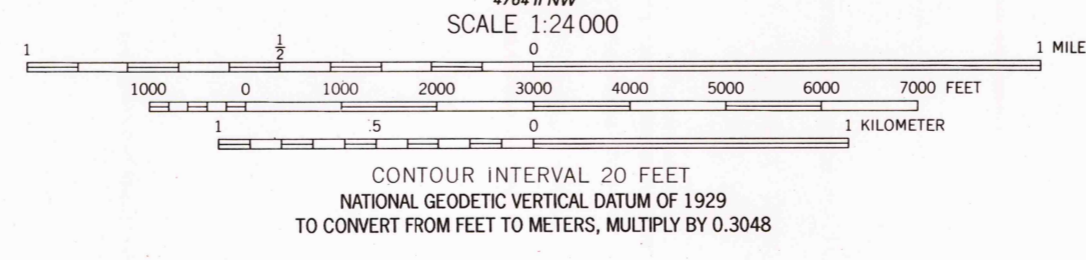 SCALE 1:24 000
1 ½ 0 1 MILE
1000 0 1000 2000 3000 4000 5000 6000 7000 FEET
1 .5 0 1 KILOMETER
CONTOUR INTERVAL 20 FEET
NATIONAL GEODETIC VERTICAL DATUM OF 1929
TO CONVERT FROM FEET TO METERS, MULTIPLY BY 0.3048